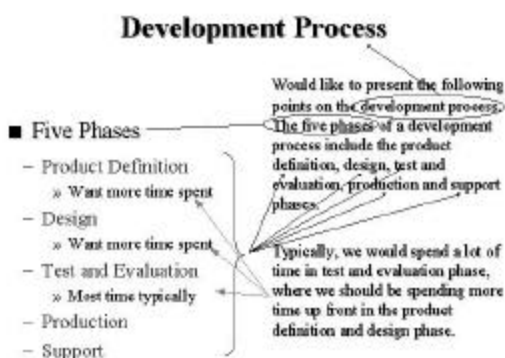 Development Process
Would like to present the following
points on the development process.
The five phases of a development
process include the product
definition, design, test and
evaluation, production and support
phases.
■ Five Phases
– Product Definition
» Want more time spent
– Design
» Want more time spent
– Test and Evaluation
» Most time typically
– Production
– Support
Typically, we would spend a lot of
time in test and evaluation phase,
where we should be spending more
time up front in the product
definition and design phase.